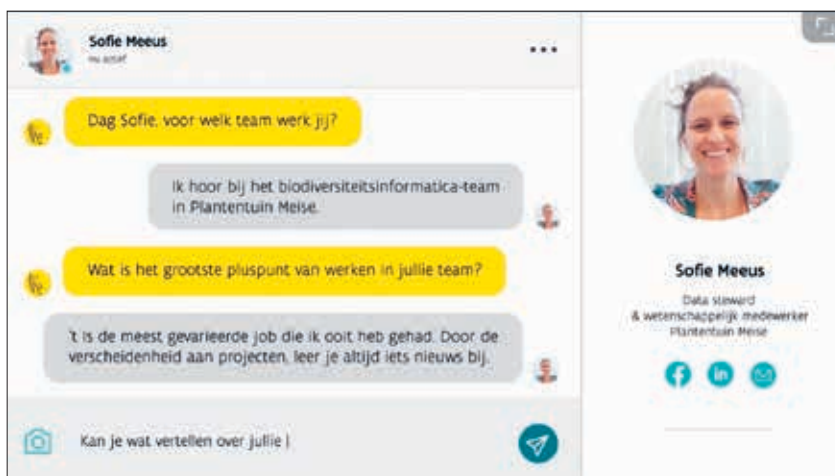 Sofie Meeus
nu actief
Dag Sofie, voor welk team werk jij?
Ik hoor bij het biodiversiteitsinformatica-team
in Plantentuin Meise.
Wat is het grootste pluspunt van werken in jullie team?
't is de meest gevarieerde job die ik ooit heb gehad. Door de
verscheidenheid aan projecten, leer je altijd iets nieuws bij.
Kan je wat vertellen over jullie |
Sofie Meeus
Data steward
& wetenschappelijk medewerker
Plantentuin Meise